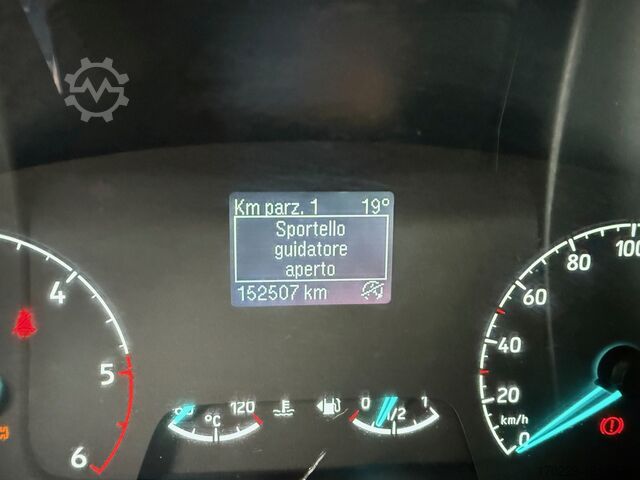 Km parz. 1 19°
Sportello
guidatore
aperto
152507 km
4
5
6
°C 120
0 1/2 1
100
80
60
40
20
0
km/h